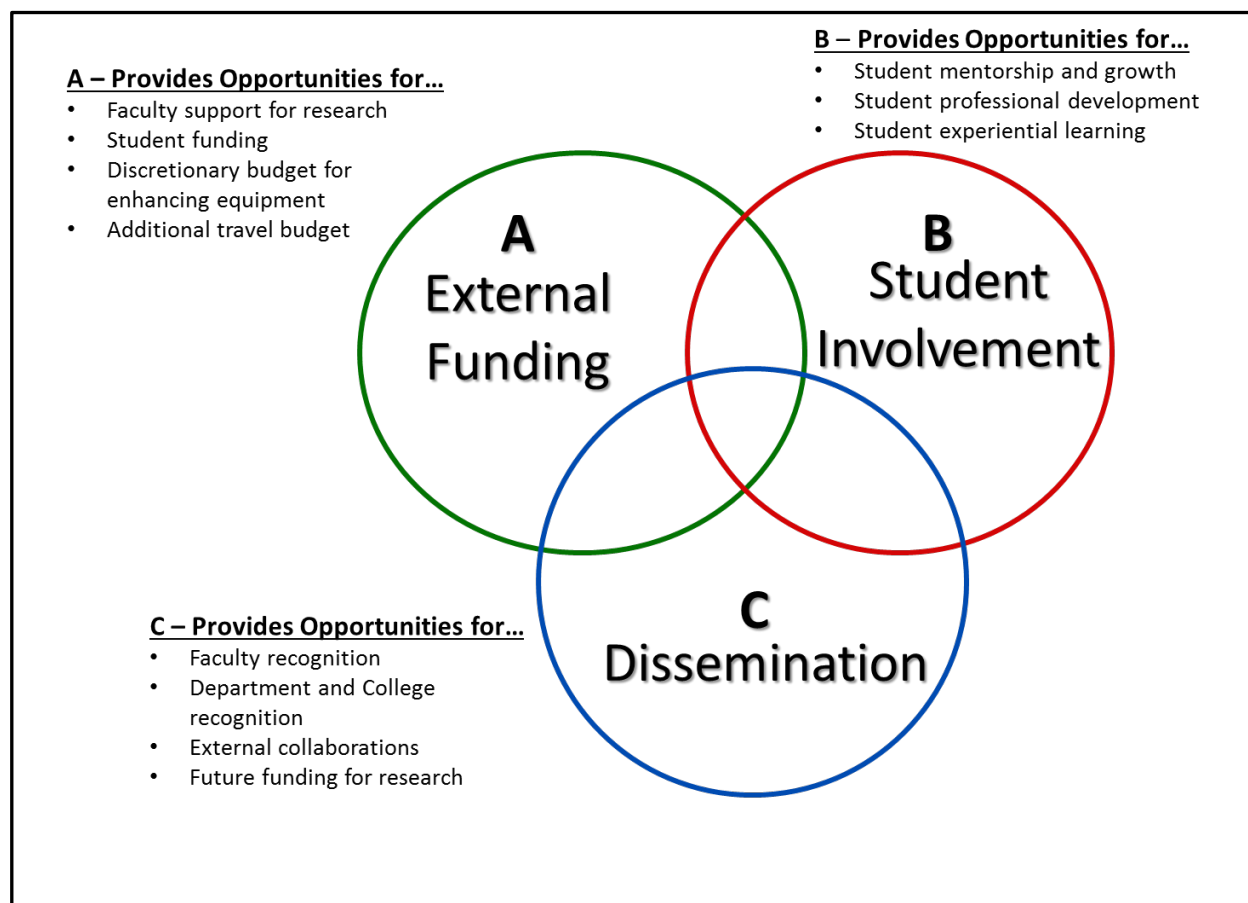 A – Provides Opportunities for…
• Faculty support for research
• Student funding
• Discretionary budget for
enhancing equipment
• Additional travel budget
B – Provides Opportunities for…
• Student mentorship and growth
• Student professional development
• Student experiential learning
A
External
Funding
B
Student
Involvement
C – Provides Opportunities for…
• Faculty recognition
• Department and College
recognition
• External collaborations
• Future funding for research
C
Dissemination